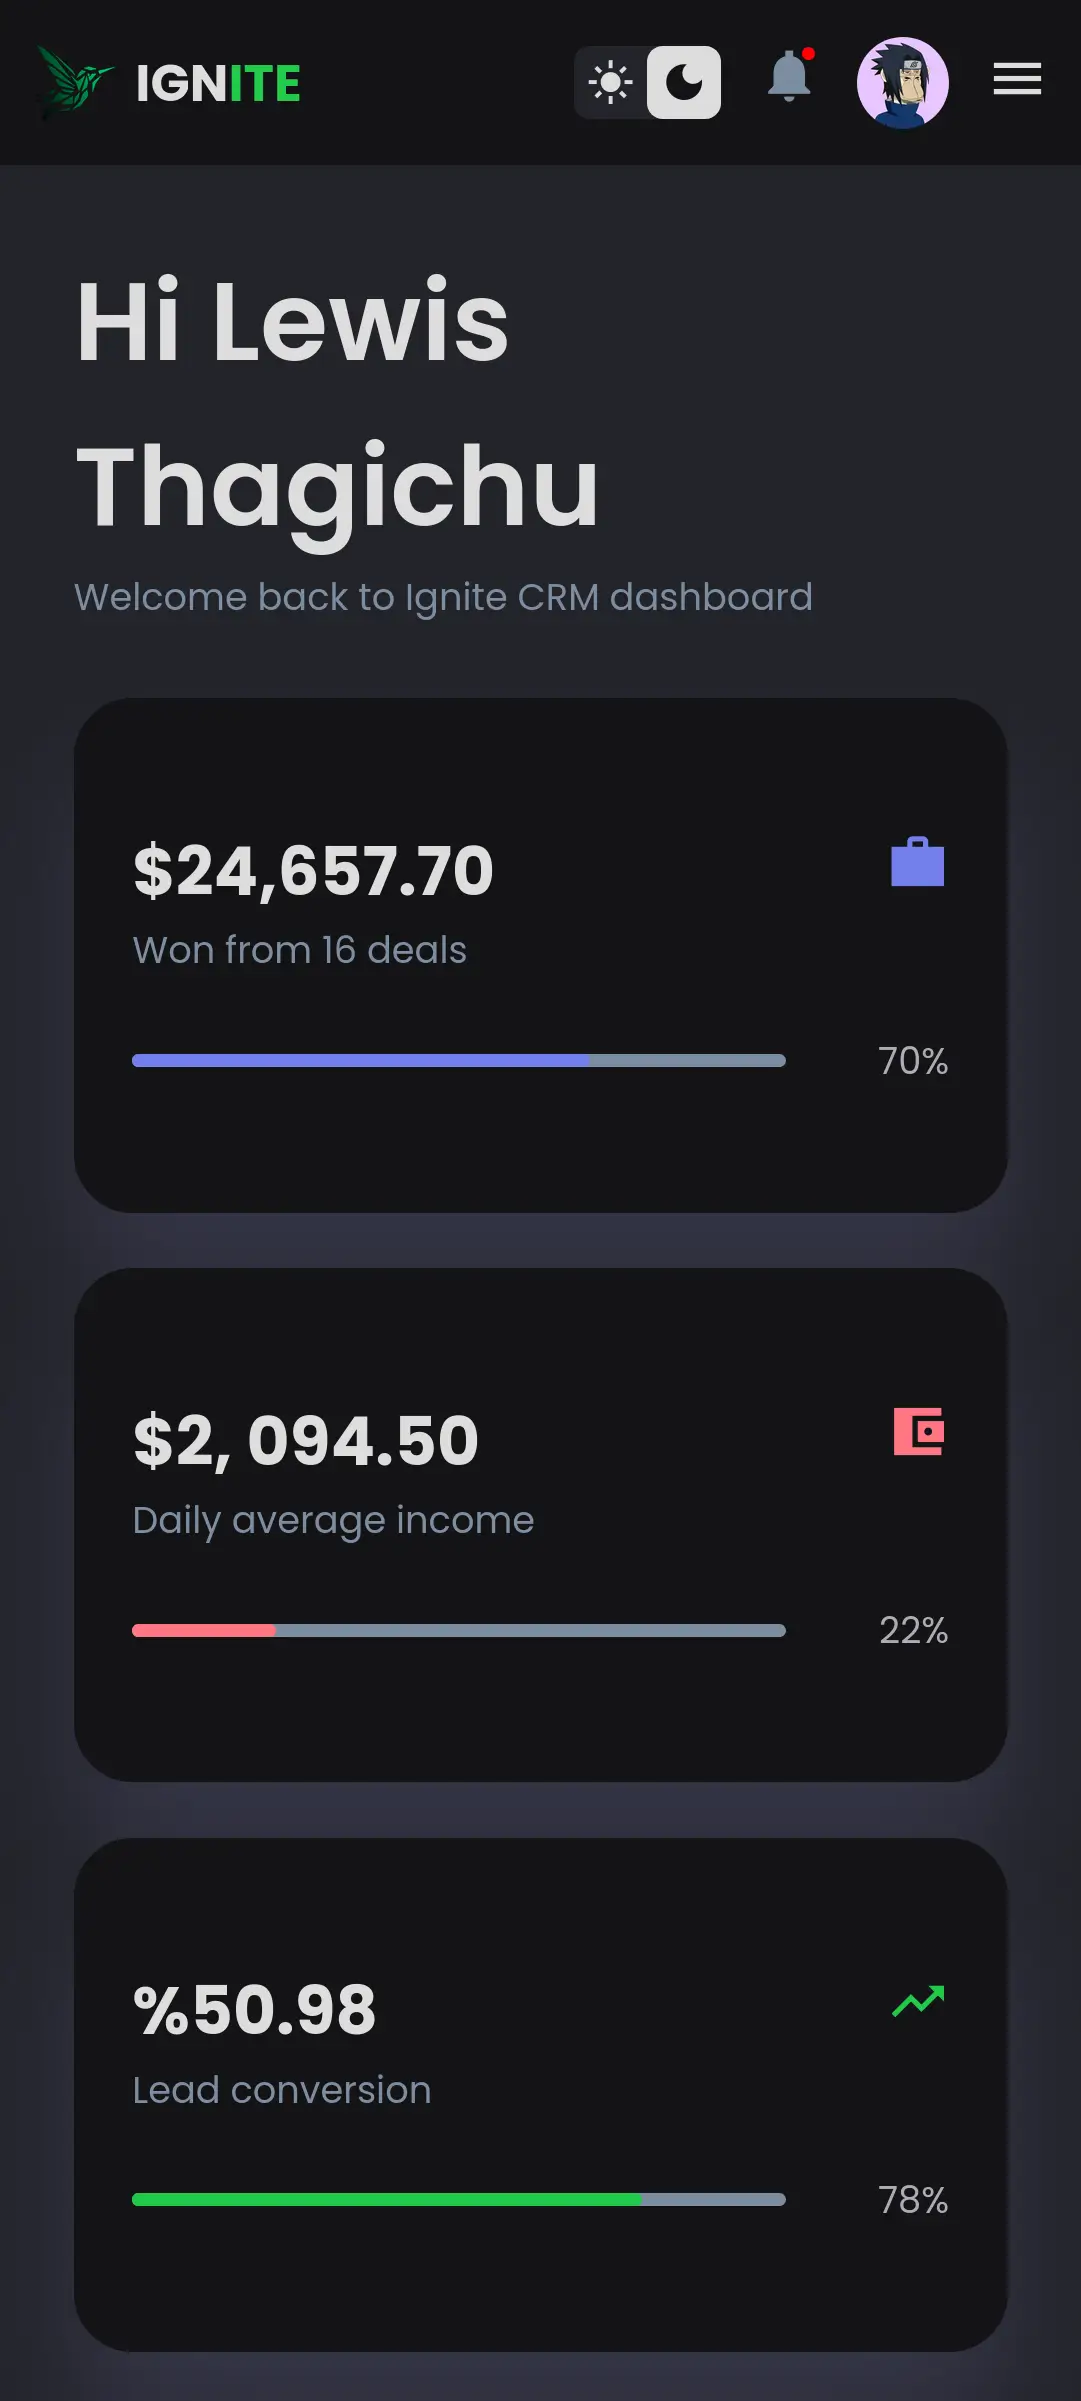 IGNITE
Hi Lewis
Thagichu
Welcome back to Ignite CRM dashboard
$24,657.70
Won from 16 deals
70%
$2, 094.50
Daily average income
22%
%50.98
Lead conversion
78%